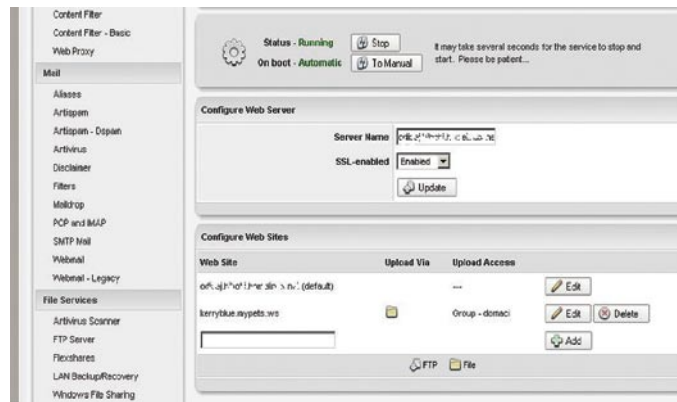 Content Filter
Content Filter - Basic
Web Proxy
Mail
Aliases
Antispam
Antispam - Dspam
Antivirus
Disclaimer
Filters
Maildrop
POP and IMAP
SMTP Mail
Webmail
Webmail - Legacy
File Services
Antivirus Scanner
FTP Server
Flexshares
LAN Backup/Recovery
Windows File Sharing
Status - Running
Stop
On boot - Automatic
To Manual
It may take several seconds for the service to stop and
start. Please be patient...
Configure Web Server
Server Name
SSL-enabled
Enabled
Update
Configure Web Sites
Web Site Upload Via Upload Access
(default) --- Edit
kerryblue.mypets.ws Group - domaci Edit Delete
Add
FTP File